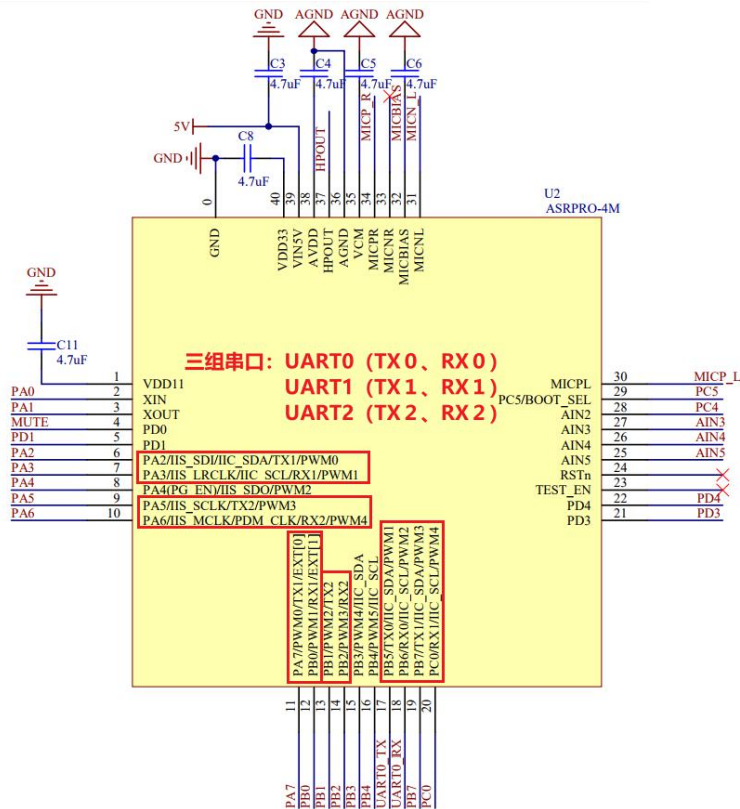 GND
AGND
AGND
AGND
C3
4.7uF
C4
4.7uF
C5
4.7uF
C6
4.7uF
5V
GND
C8
4.7uF
HPOUT
MICP_R
MICBIAS
MICN_L
0
40
39
38
37
36
35
34
33
32
31
U2
ASRPRO-4M
GND
VDD33
VIN5V
AVDD
HPOUT
AGND
VCM
MICPR
MICNR
MICBIAS
MICNL
GND
C11
4.7uF
三组串口：UART0（TX0、RX0）
UART1（TX1、RX1）
UART2（TX2、RX2）
1 VDD11
PA0 2 XIN
PA1 3 XOUT
MUTE 4 PD0
PD1 5 PD1
PA2 6 PA2/IIS_SDI/IIC_SDA/TX1/PWM0
PA3 7 PA3/IIS_LRCLK/IIC_SCL/RX1/PWM1
PA4 8 PA4(PG_EN)/IIS_SDO/PWM2
PA5 9 PA5/IIS_SCLK/TX2/PWM3
PA6 10 PA6/IIS_MCLK/PDM_CLK/RX2/PWM4
MICPL 30 MICP_L
PC5/BOOT_SEL 29 PC5
AIN2 28 PC4
AIN3 27 AIN3
AIN4 26 AIN4
AIN5 25 AIN5
RSTn 24
TEST_EN 23
PD4 22 PD4
PD3 21 PD3
PA7/PWM0/TX1/EXT[0]
PB0/PWM1/RX1/EXT[1]
PB1/PWM2/TX2
PB2/PWM3/RX2
PB3/PWM4/IIC_SDA
PB4/PWM5/IIC_SCL
PB5/TX0/IIC_SDA/PWM1
PB6/RX0/IIC_SCL/PWM2
PB7/TX1/IIC_SDA/PWM3
PC0/RX1/IIC_SCL/PWM4
11
12
13
14
15
16
17
18
19
20
PA7
PB0
PB1
PB2
PB3
PB4
UART0_TX
UART0_RX
PB7
PC0